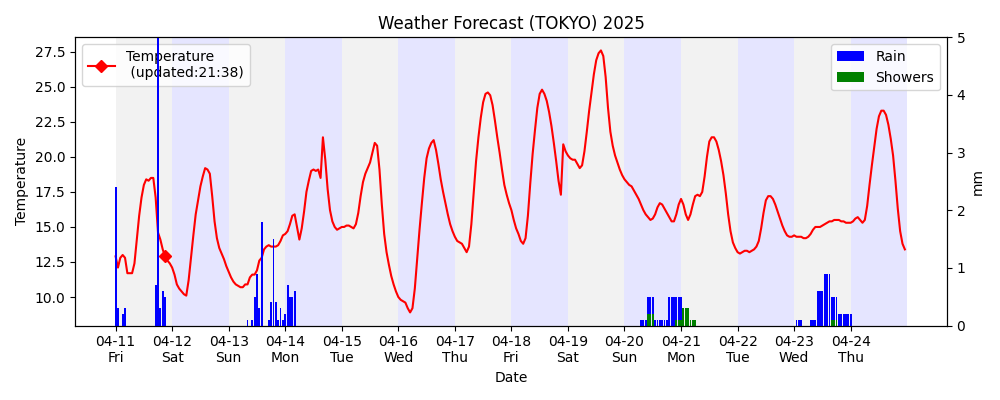 Weather Forecast (TOKYO) 2025
Temperature
(updated:21:38)
Rain
Showers
27.5
25.0
22.5
20.0
17.5
15.0
12.5
10.0
Temperature
5
4
3
2
1
0
mm
04-11 04-12 04-13 04-14 04-15 04-16 04-17 04-18 04-19 04-20 04-21 04-22 04-23 04-24
Fri Sat Sun Mon Tue Wed Thu Fri Sat Sun Mon Tue Wed Thu
Date